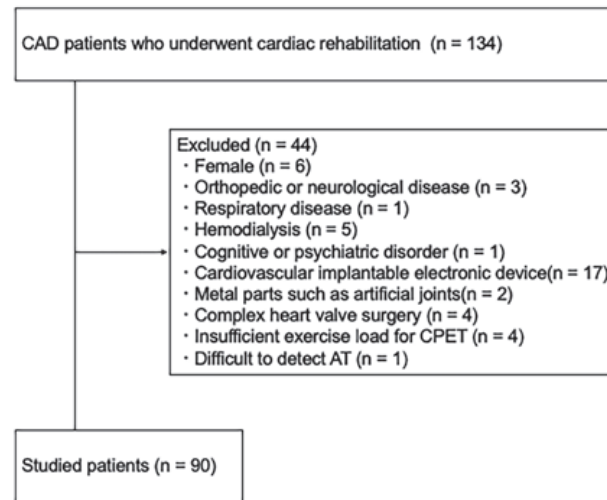 CAD patients who underwent cardiac rehabilitation (n = 134)
Excluded (n = 44)
・Female (n = 6)
・Orthopedic or neurological disease (n = 3)
・Respiratory disease (n = 1)
・Hemodialysis (n = 5)
・Cognitive or psychiatric disorder (n = 1)
・Cardiovascular implantable electronic device(n = 17)
・Metal parts such as artificial joints(n = 2)
・Complex heart valve surgery (n = 4)
・Insufficient exercise load for CPET (n = 4)
・Difficult to detect AT (n = 1)
Studied patients (n = 90)